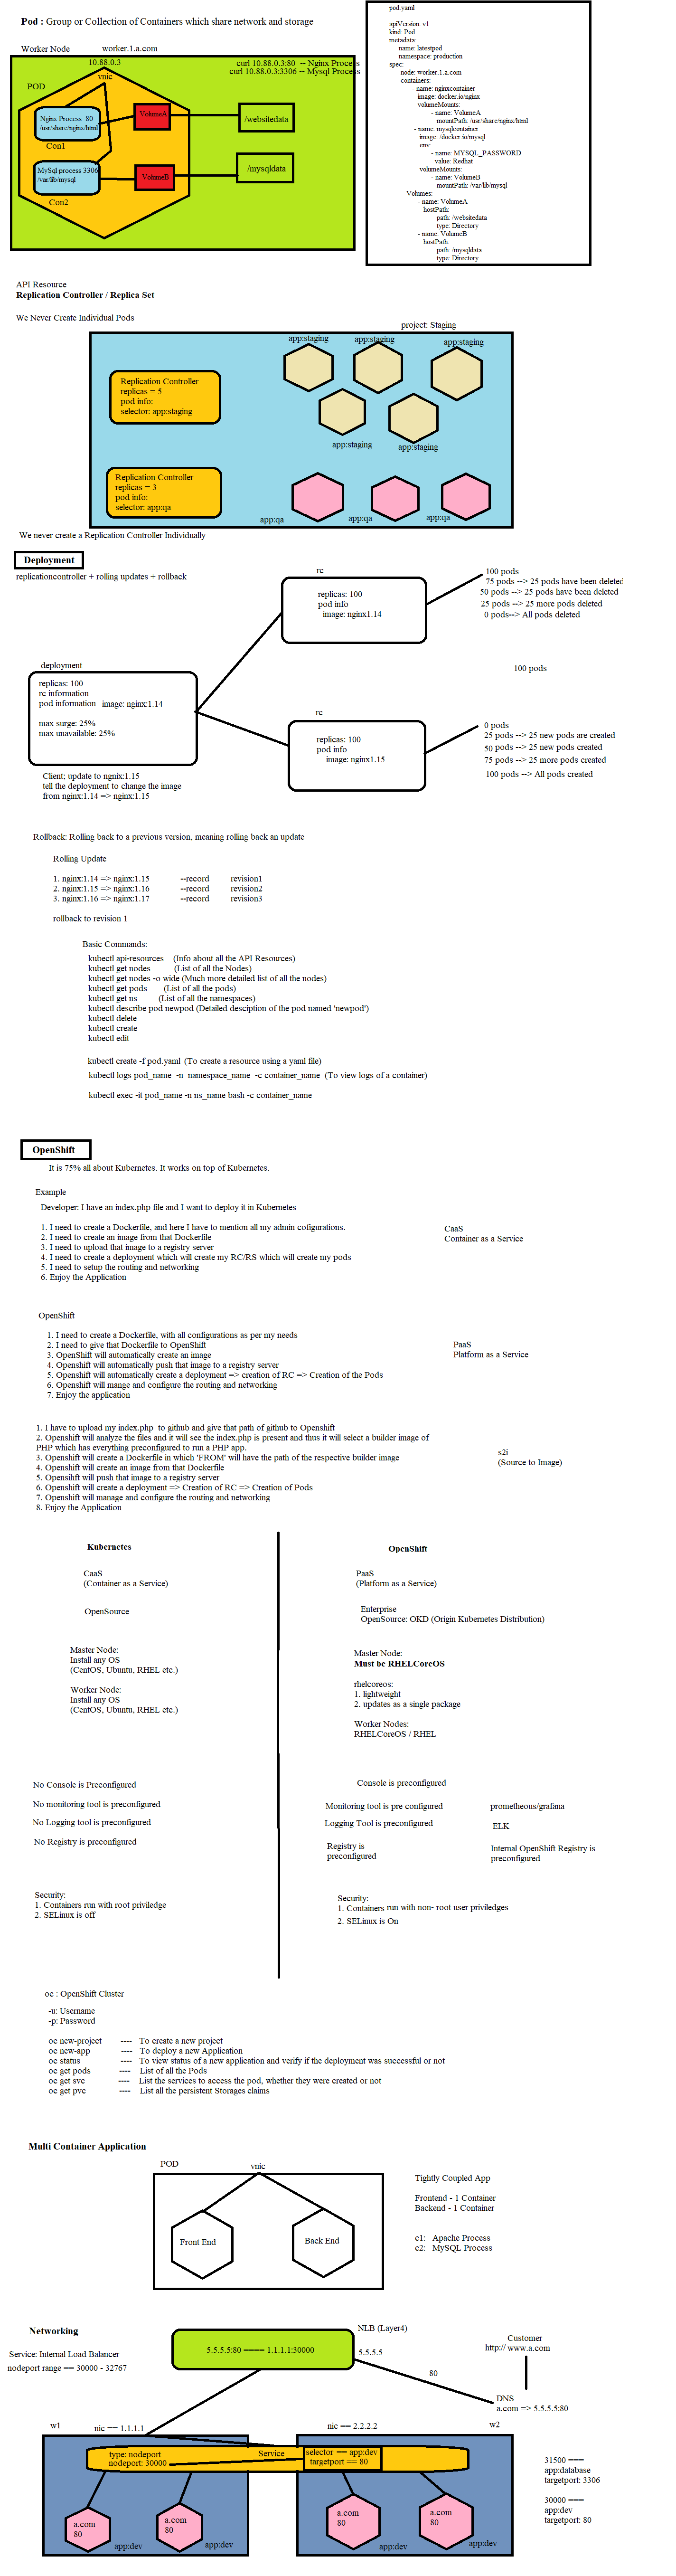 Pod : Group or Collection of Containers which share network and storage
Worker Node
worker.1.a.com
10.88.0.3
curl 10.88.0.3:80 -- Nginx Process
curl 10.88.0.3:3306 -- Mysql Process
vnic
POD
Nginx Process 80
/usr/share/nginx/html
Con1
VolumeA
/websitedata
MySql process 3306
/var/lib/mysql
Con2
VolumeB
/mysqldata
pod.yaml
apiVersion: v1
kind: Pod
metadata:
name: latestpod
namespace: production
spec:
node: worker.1.a.com
containers:
- name: nginxcontainer
image: docker.io/nginx
volumeMounts:
- name: VolumeA
mountPath: /usr/share/nginx/html
- name: mysqlcontainer
image: /docker.io/mysql
env:
- name: MYSQL_PASSWORD
value: Redhat
volumeMounts:
- name: VolumeB
mountPath: /var/lib/mysql
Volumes:
- name: VolumeA
hostPath:
path: /websitedata
type: Directory
- name: VolumeB
hostPath:
path: /mysqldata
type: Directory
API Resource
Replication Controller / Replica Set
We Never Create Individual Pods
project: Staging
app:staging
app:staging
app:staging
Replication Controller
replicas = 5
pod info:
selector: app:staging
app:staging
app:staging
Replication Controller
replicas = 3
pod info:
selector: app:qa
app:qa
app:qa
app:qa
We never create a Replication Controller Individually
Deployment
replicationcontroller + rolling updates + rollback
rc
replicas: 100
pod info
image: nginx1.14
100 pods
75 pods --> 25 pods have been deleted
50 pods --> 25 pods have been deleted
25 pods --> 25 more pods deleted
0 pods--> All pods deleted
deployment
replicas: 100
rc information
pod information image: nginx:1.14
max surge: 25%
max unavailable: 25%
100 pods
rc
replicas: 100
pod info
image: nginx1.15
0 pods
25 pods --> 25 new pods are created
50 pods --> 25 new pods created
75 pods --> 25 more pods created
100 pods --> All pods created
Client; update to ngnix:1.15
tell the deployment to change the image
from nginx:1.14 => nginx:1.15
Rollback: Rolling back to a previous version, meaning rolling back an update
Rolling Update
1. nginx:1.14 => nginx:1.15 --record revision1
2. nginx:1.15 => nginx:1.16 --record revision2
3. nginx:1.16 => nginx:1.17 --record revision3
rollback to revision 1
Basic Commands:
kubectl api-resources (Info about all the API Resources)
kubectl get nodes (List of all the Nodes)
kubectl get nodes -o wide (Much more detailed list of all the nodes)
kubectl get pods (List of all the pods)
kubectl get ns (List of all the namespaces)
kubectl describe pod newpod (Detailed desciption of the pod named 'newpod')
kubectl delete
kubectl create
kubectl edit
kubectl create -f pod.yaml (To create a resource using a yaml file)
kubectl logs pod_name -n namespace_name -c container_name (To view logs of a container)
kubectl exec -it pod_name -n ns_name bash -c container_name
OpenShift
It is 75% all about Kubernetes. It works on top of Kubernetes.
Example
Developer: I have an index.php file and I want to deploy it in Kubernetes
1. I need to create a Dockerfile, and here I have to mention all my admin cofigurations.
2. I need to create an image from that Dockerfile
3. I need to upload that image to a registry server
4. I need to create a deployment which will create my RC/RS which will create my pods
5. I need to setup the routing and networking
6. Enjoy the Application
CaaS
Container as a Service
OpenShift
1. I need to create a Dockerfile, with all configurations as per my needs
2. I need to give that Dockerfile to OpenShift
3. OpenShift will automatically create an image
4. Openshift will automatically push that image to a registry server
5. Openshift will automatically create a deployment => creation of RC => Creation of the Pods
6. Openshift will mange and configure the routing and networking
7. Enjoy the application
PaaS
Platform as a Service
1. I have to upload my index.php to github and give that path of github to Openshift
2. Openshift will analyze the files and it will see the index.php is present and thus it will select a builder image of
PHP which has everything preconfigured to run a PHP app.
3. Openshift will create a Dockerfile in which 'FROM' will have the path of the respective builder image
4. Openshift will create an image from that Dockerfile
5. Openshift will push that image to a registry server
6. Openshift will create a deployment => Creation of RC => Creation of Pods
7. Openshift will manage and configure the routing and networking
8. Enjoy the Application
s2i
(Source to Image)
Kubernetes
CaaS
(Container as a Service)
OpenSource
Master Node:
Install any OS
(CentOS, Ubuntu, RHEL etc.)
Worker Node:
Install any OS
(CentOS, Ubuntu, RHEL etc.)
No Console is Preconfigured
No monitoring tool is preconfigured
No Logging tool is preconfigured
No Registry is preconfigured
Security:
1. Containers run with root priviledge
2. SELinux is off
OpenShift
PaaS
(Platform as a Service)
Enterprise
OpenSource: OKD (Origin Kubernetes Distribution)
Master Node:
Must be RHELCoreOS
rhelcoreos:
1. lightweight
2. updates as a single package
Worker Nodes:
RHELCoreOS / RHEL
Console is preconfigured
Monitoring tool is pre configured prometheous/grafana
Logging Tool is preconfigured ELK
Registry is
preconfigured
Internal OpenShift Registry is
preconfigured
Security:
1. Containers run with non- root user priviledges
2. SELinux is On
oc : OpenShift Cluster
-u: Username
-p: Password
oc new-project ---- To create a new project
oc new-app ---- To deploy a new Application
oc status ---- To view status of a new application and verify if the deployment was successful or not
oc get pods ---- List of all the Pods
oc get svc ---- List the services to access the pod, whether they were created or not
oc get pvc ---- List all the persistent Storages claims
Multi Container Application
POD
vnic
Front End
Back End
Tightly Coupled App
Frontend - 1 Container
Backend - 1 Container
c1: Apache Process
c2: MySQL Process
Networking
Service: Internal Load Balancer
nodeport range == 30000 - 32767
NLB (Layer4)
5.5.5.5:80 ==== 1.1.1.1:30000
5.5.5.5
80
Customer
http:// www.a.com
DNS
a.com => 5.5.5.5:80
w1
nic == 1.1.1.1
nic == 2.2.2.2
w2
type: nodeport
nodeport: 30000
Service
selector == app:dev
targetport == 80
a.com
80
app:dev
a.com
80
app:dev
a.com
80
app:dev
a.com
80
app:dev
31500 ===
app:database
targetport: 3306
30000 ===
app:dev
targetport: 80